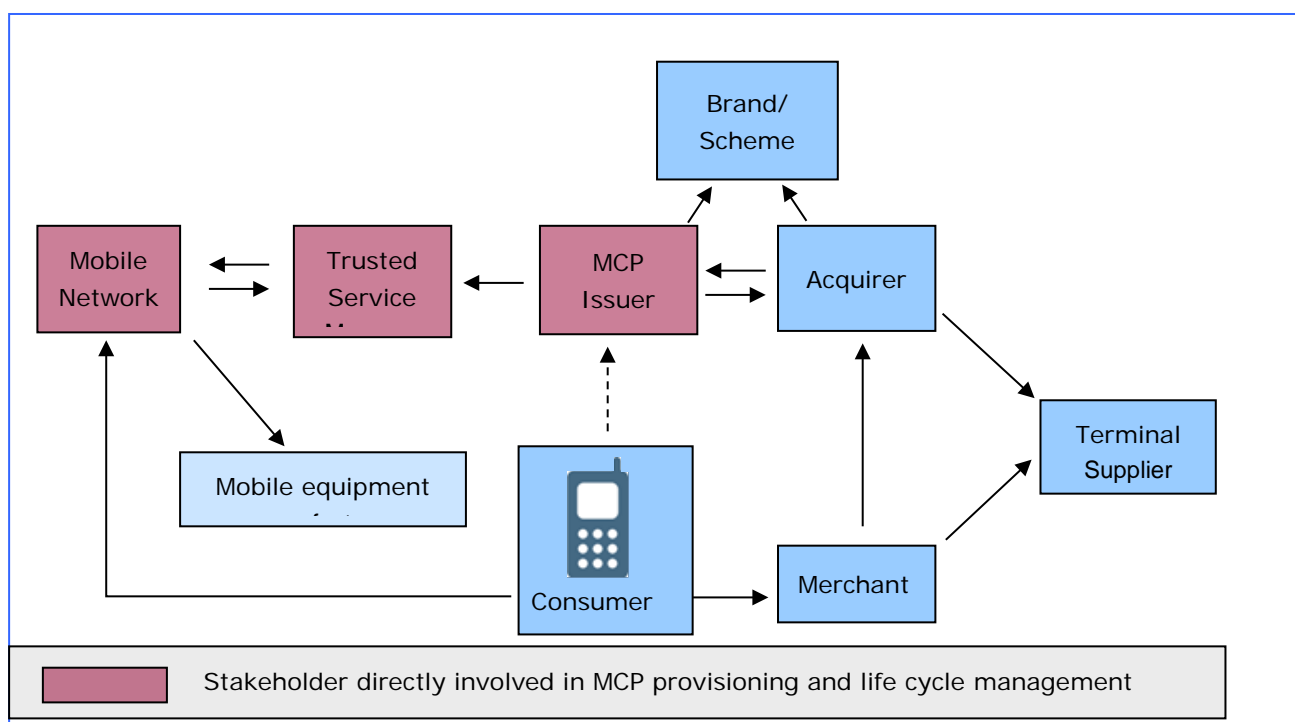 Brand/
Scheme
Mobile
Network
Trusted
Service
MCP
Issuer
Acquirer
Terminal
Supplier
Mobile equipment
Consumer
Merchant
Stakeholder directly involved in MCP provisioning and life cycle management